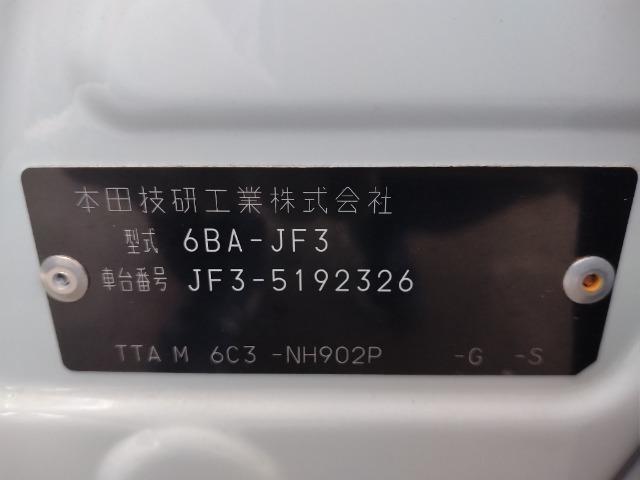 本田技研工業株式会社
型式 6BA-JF3
車台番号 JF3-5192326
TTA M 6C3 -NH902P -G -S